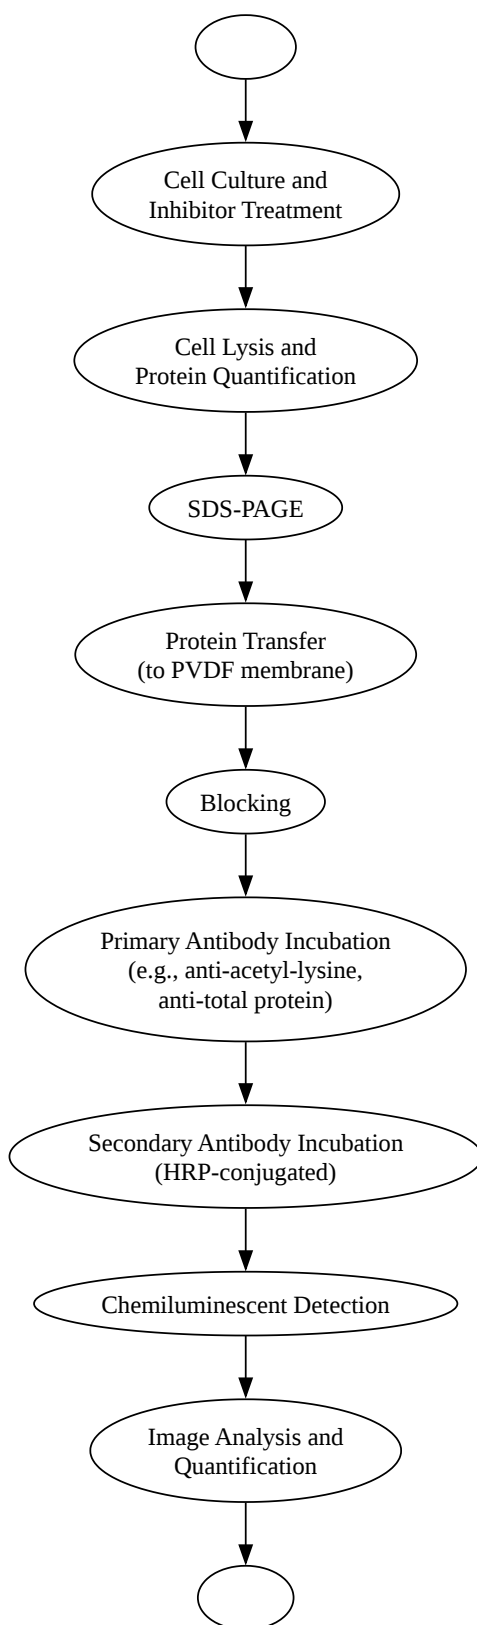 Cell Culture and
Inhibitor Treatment
Cell Lysis and
Protein Quantification
SDS-PAGE
Protein Transfer
(to PVDF membrane)
Blocking
Primary Antibody Incubation
(e.g., anti-acetyl-lysine,
anti-total protein)
Secondary Antibody Incubation
(HRP-conjugated)
Chemiluminescent Detection
Image Analysis and
Quantification